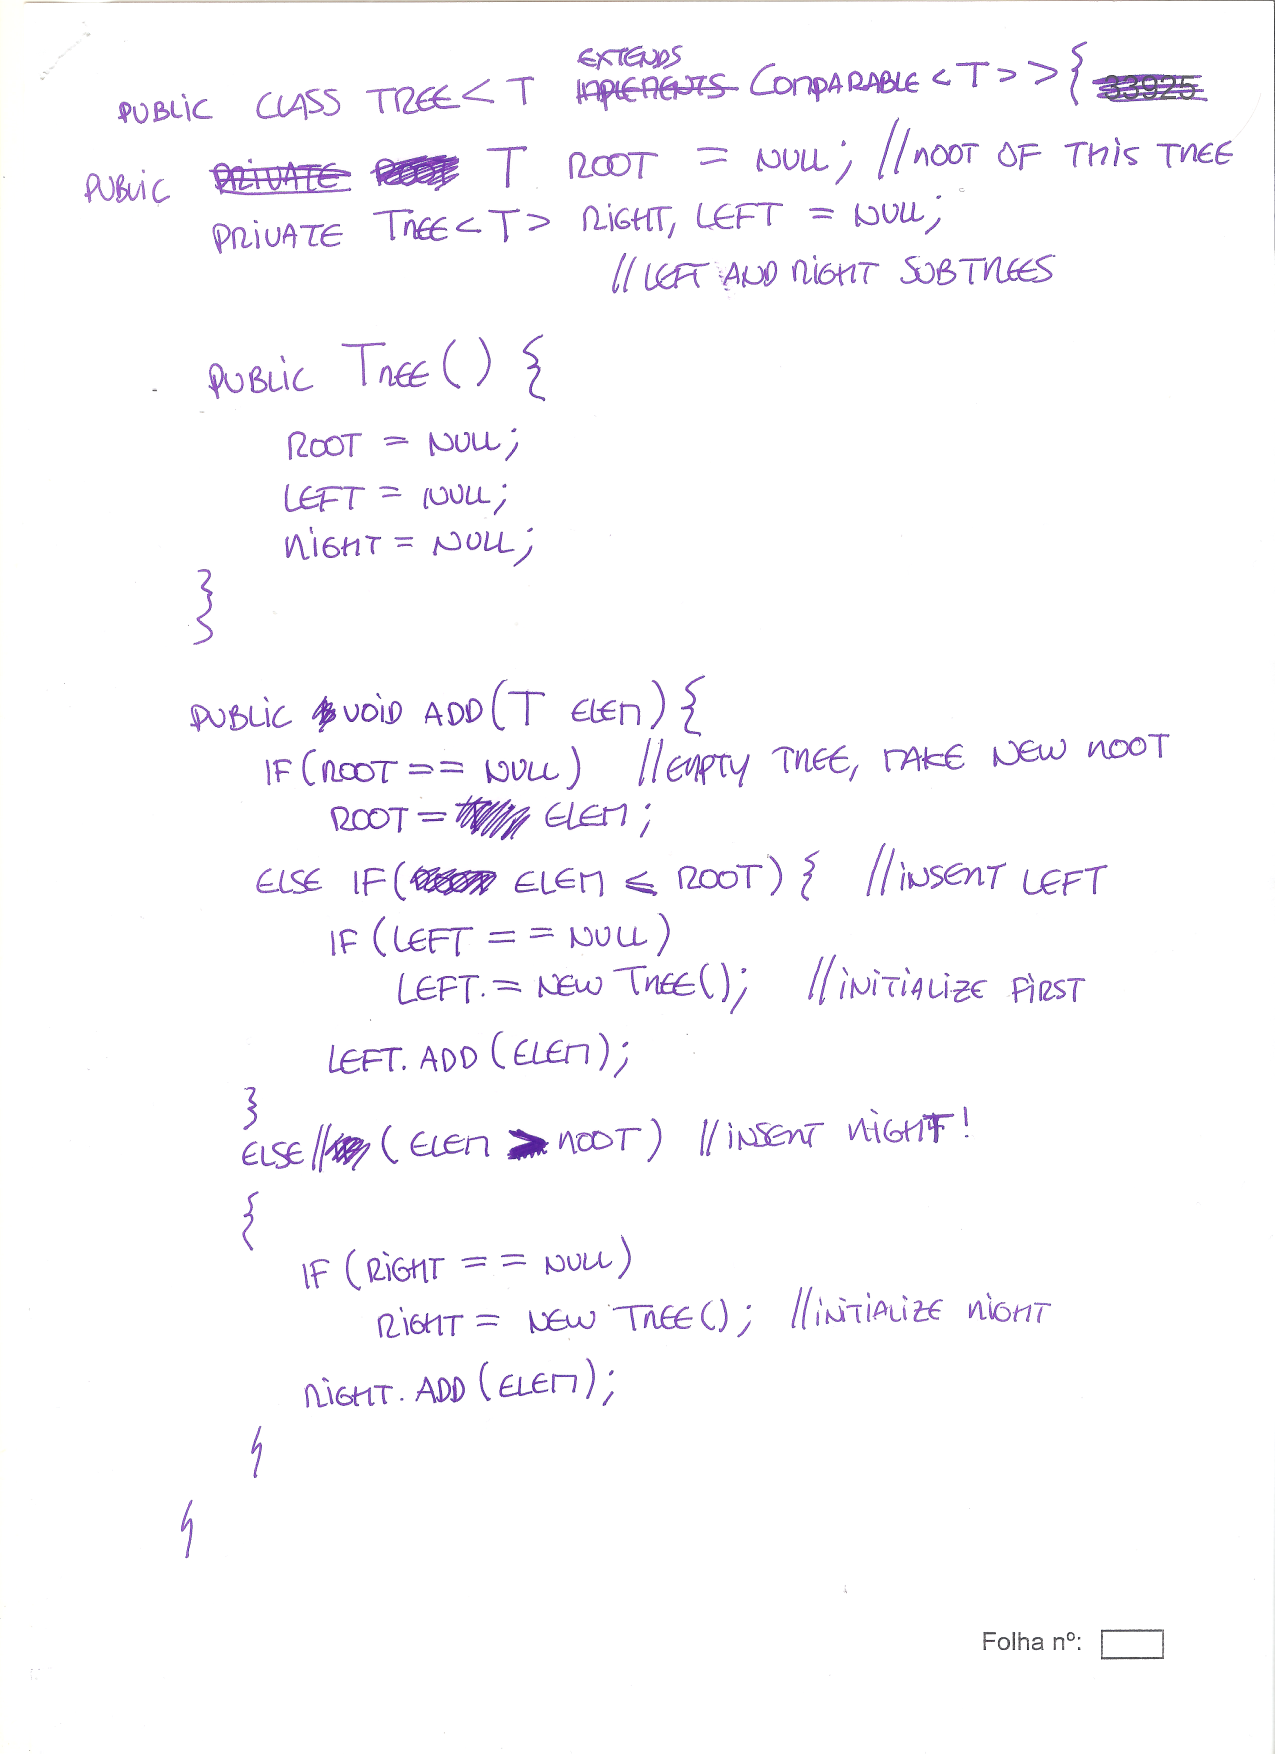 EXTENDS
PUBLIC CLASS TREE<T IMPLEMENTS COMPARABLE<T>>{ 33925
PUBLIC PRIVATE T ROOT = NULL; //ROOT OF THIS TREE
PRIVATE TREE<T> RIGHT, LEFT = NULL;
//LEFT AND RIGHT SUBTREES
PUBLIC TREE() {
ROOT = NULL;
LEFT = NULL;
RIGHT = NULL;
}
PUBLIC VOID ADD(T ELEM){
IF(ROOT == NULL) //EMPTY TREE, MAKE NEW ROOT
ROOT = ELEM;
ELSE IF( ELEM ≤ ROOT) { //INSERT LEFT
IF (LEFT == NULL)
LEFT = NEW TREE(); //INITIALIZE FIRST
LEFT.ADD(ELEM);
}
ELSE// (ELEM > ROOT) //INSERT RIGHT!
{
IF (RIGHT == NULL)
RIGHT = NEW TREE(); //INITIALIZE RIGHT
RIGHT.ADD(ELEM);
}
}
Folha nº: